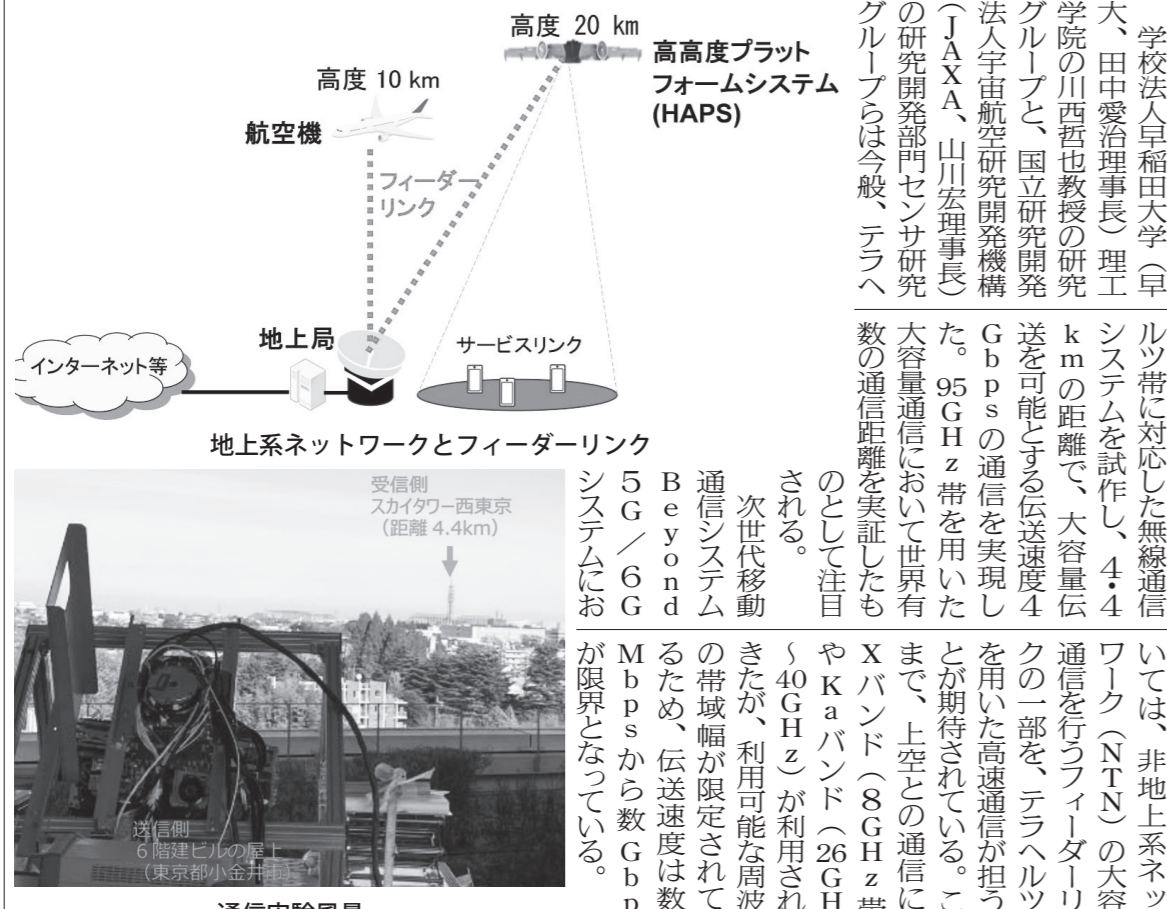 学校法人早稲田大学（早
大、田中愛治理事長）理工
学院の川西哲也教授の研究
グループと、国立研究開発
法人宇宙航空研究開発機構
（JAXA、山川宏理事長）
の研究開発部門センサ研究
グループらは今般、テラヘ
ルツ帯に対応した無線通信
システムを試作し、4・4
kmの距離で、大容量伝
送を可能とする伝送速度4
Gbpsの通信を実現し
た。95GHz帯を用いた
大容量通信において世界有
数の通信距離を実証したも
のとして注目
される。
次世代移動
通信システム
Beyond
5G／6G
システムにお
いては、非地上系ネッ
ワーク（NTN）の大容
通信を行うフィーダーリ
クの一部を、テラヘルツ
を用いた高速通信が担う
とが期待されている。こ
まで、上空との通信に
Xバンド（8GHz帯
やKaバンド（26GH
～40GHz）が利用され
きたが、利用可能な周波
の帯域幅が限定されて
るため、伝送速度は数
Mbpsから数Gbp
が限界となっている。
高度 20 km
高高度プラット
フォームシステム
(HAPS)
高度 10 km
航空機
フィーダー
リンク
地上局
サービスリンク
インターネット等
地上系ネットワークとフィーダーリンク
受信側
スカイタワー西東京
（距離 4.4km）
送信側
6階建ビルの屋上
（東京都小金井市）
通信実験風景